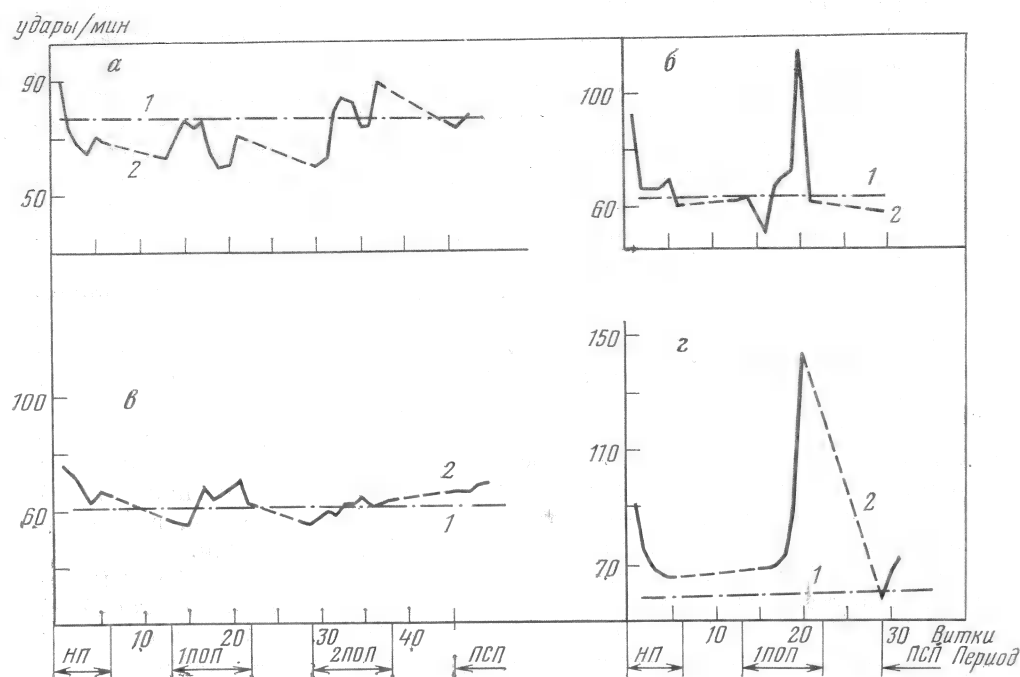 удары/мин
а
90
1
2
50
б
100
1
60
2
в
100
2
60
1
г
150
110
2
70
1
10 20 30 40
10 20 30 Витки
НП 1ПОП 2ПОП ПСП
НП 1ПОП ПСП Период